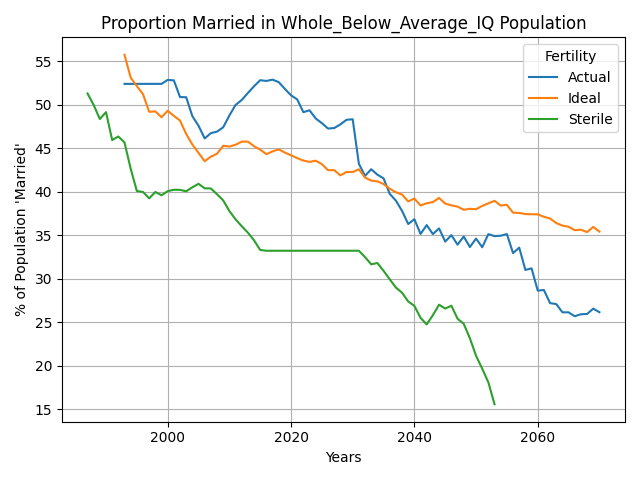 Proportion Married in Whole_Below_Average_IQ Population
% of Population 'Married'
55
50
45
40
35
30
25
20
15
Fertility
Actual
Ideal
Sterile
2000 2020 2040 2060
Years